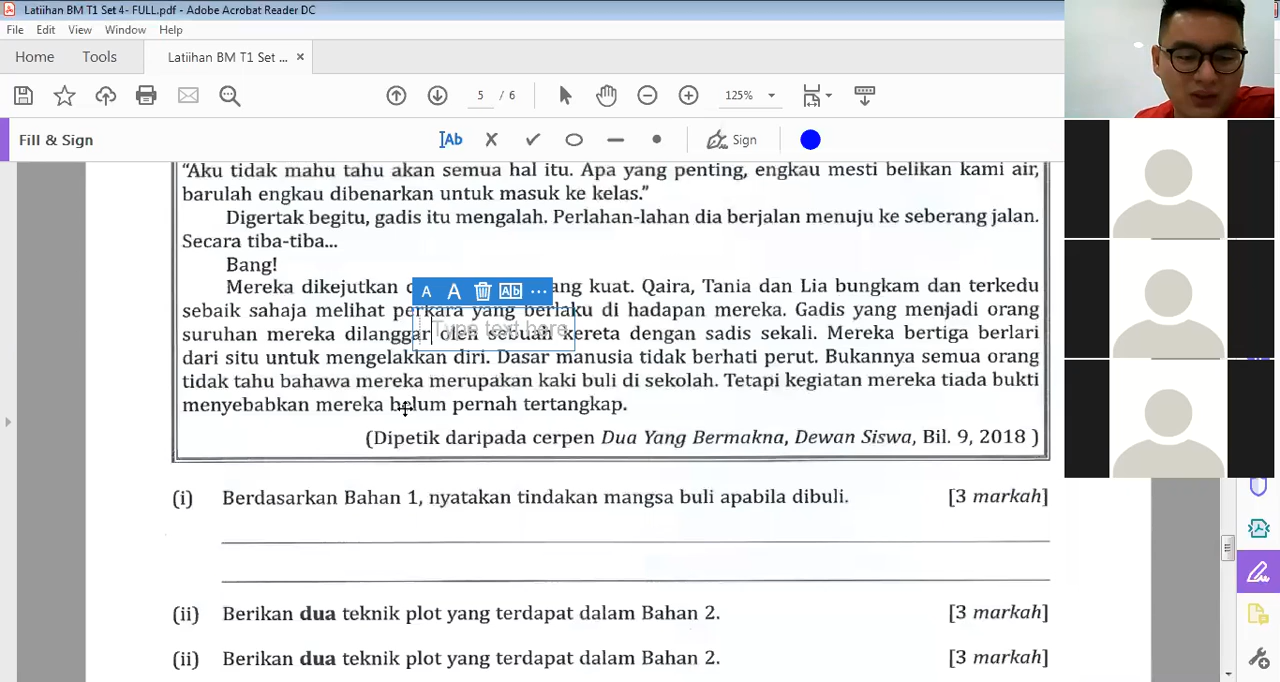 Latiihan BM T1 Set 4- FULL.pdf - Adobe Acrobat Reader DC
File Edit View Window Help
Home Tools Latiihan BM T1 Set ... ×
5 / 6 125%
Fill & Sign Ab Sign
"Aku tidak mahu tahu akan semua hal itu. Apa yang penting, engkau mesti belikan kami air,
barulah engkau dibenarkan untuk masuk ke kelas."
Digertak begitu, gadis itu mengalah. Perlahan-lahan dia berjalan menuju ke seberang jalan.
Secara tiba-tiba...
Bang!
A A Ab ...
Mereka dikejutkan ang kuat. Qaira, Tania dan Lia bungkam dan terkedu
sebaik sahaja melihat perkara yang berlaku di hadapan mereka. Gadis yang menjadi orang
Type text here
suruhan mereka dilanggar oleh sebuah kereta dengan sadis sekali. Mereka bertiga berlari
dari situ untuk mengelakkan diri. Dasar manusia tidak berhati perut. Bukannya semua orang
tidak tahu bahawa mereka merupakan kaki buli di sekolah. Tetapi kegiatan mereka tiada bukti
menyebabkan mereka belum pernah tertangkap.
(Dipetik daripada cerpen Dua Yang Bermakna, Dewan Siswa, Bil. 9, 2018 )
(i) Berdasarkan Bahan 1, nyatakan tindakan mangsa buli apabila dibuli. [3 markah]
(ii) Berikan dua teknik plot yang terdapat dalam Bahan 2. [3 markah]
(ii) Berikan dua teknik plot yang terdapat dalam Bahan 2. [3 markah]